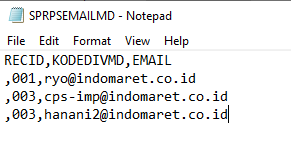 SPRPSEMAILMD - Notepad
File Edit Format View Help
RECID,KODEDIVMD,EMAIL
,001,ryo@indomaret.co.id
,003,cps-imp@indomaret.co.id
,003,hanani2@indomaret.co.id